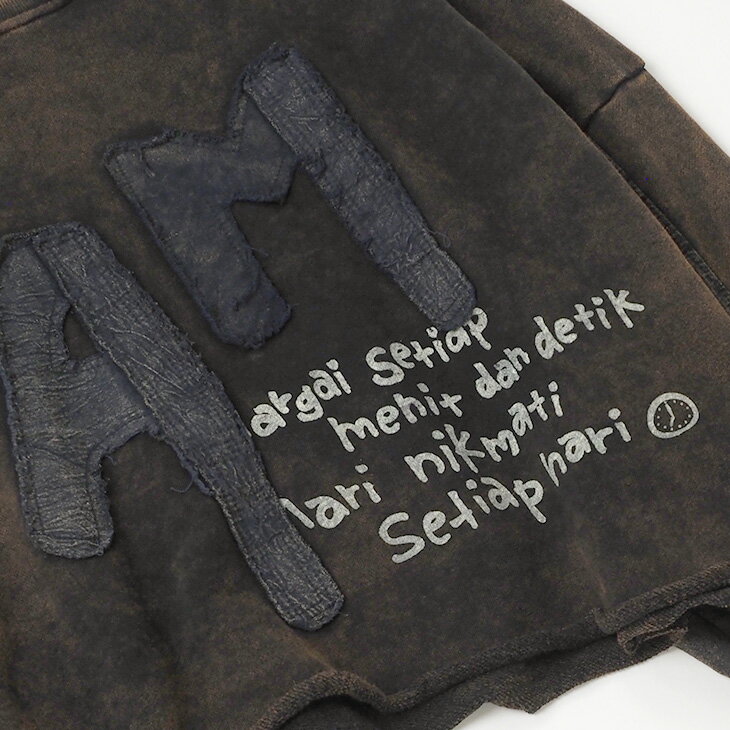 AM
argai Setiap
menit dan detik
ari nikmati
Setiap hari